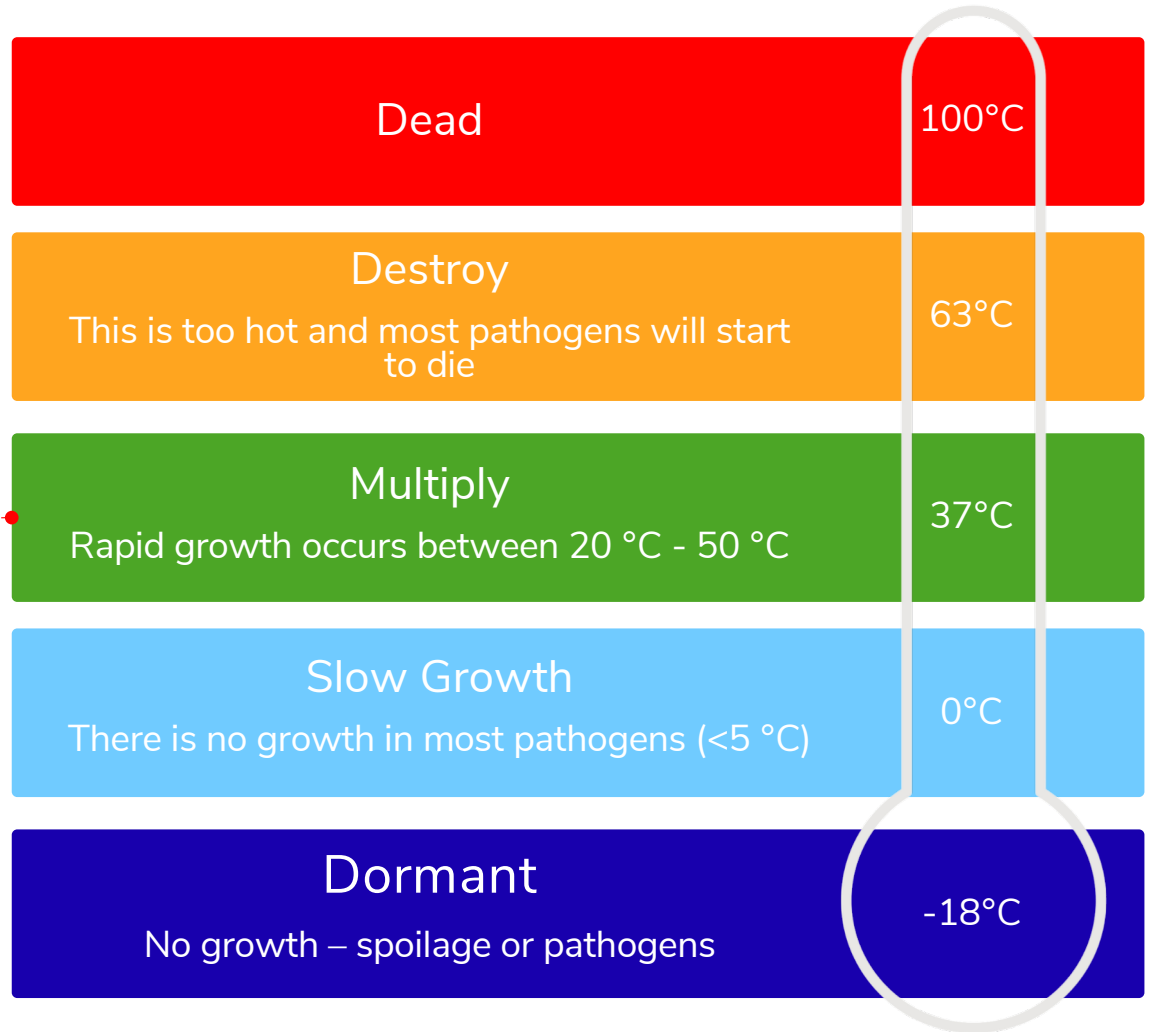 Dead
100°C
Destroy
This is too hot and most pathogens will start
to die
63°C
Multiply
Rapid growth occurs between 20 °C - 50 °C
37°C
Slow Growth
There is no growth in most pathogens (<5 °C)
0°C
Dormant
No growth – spoilage or pathogens
-18°C